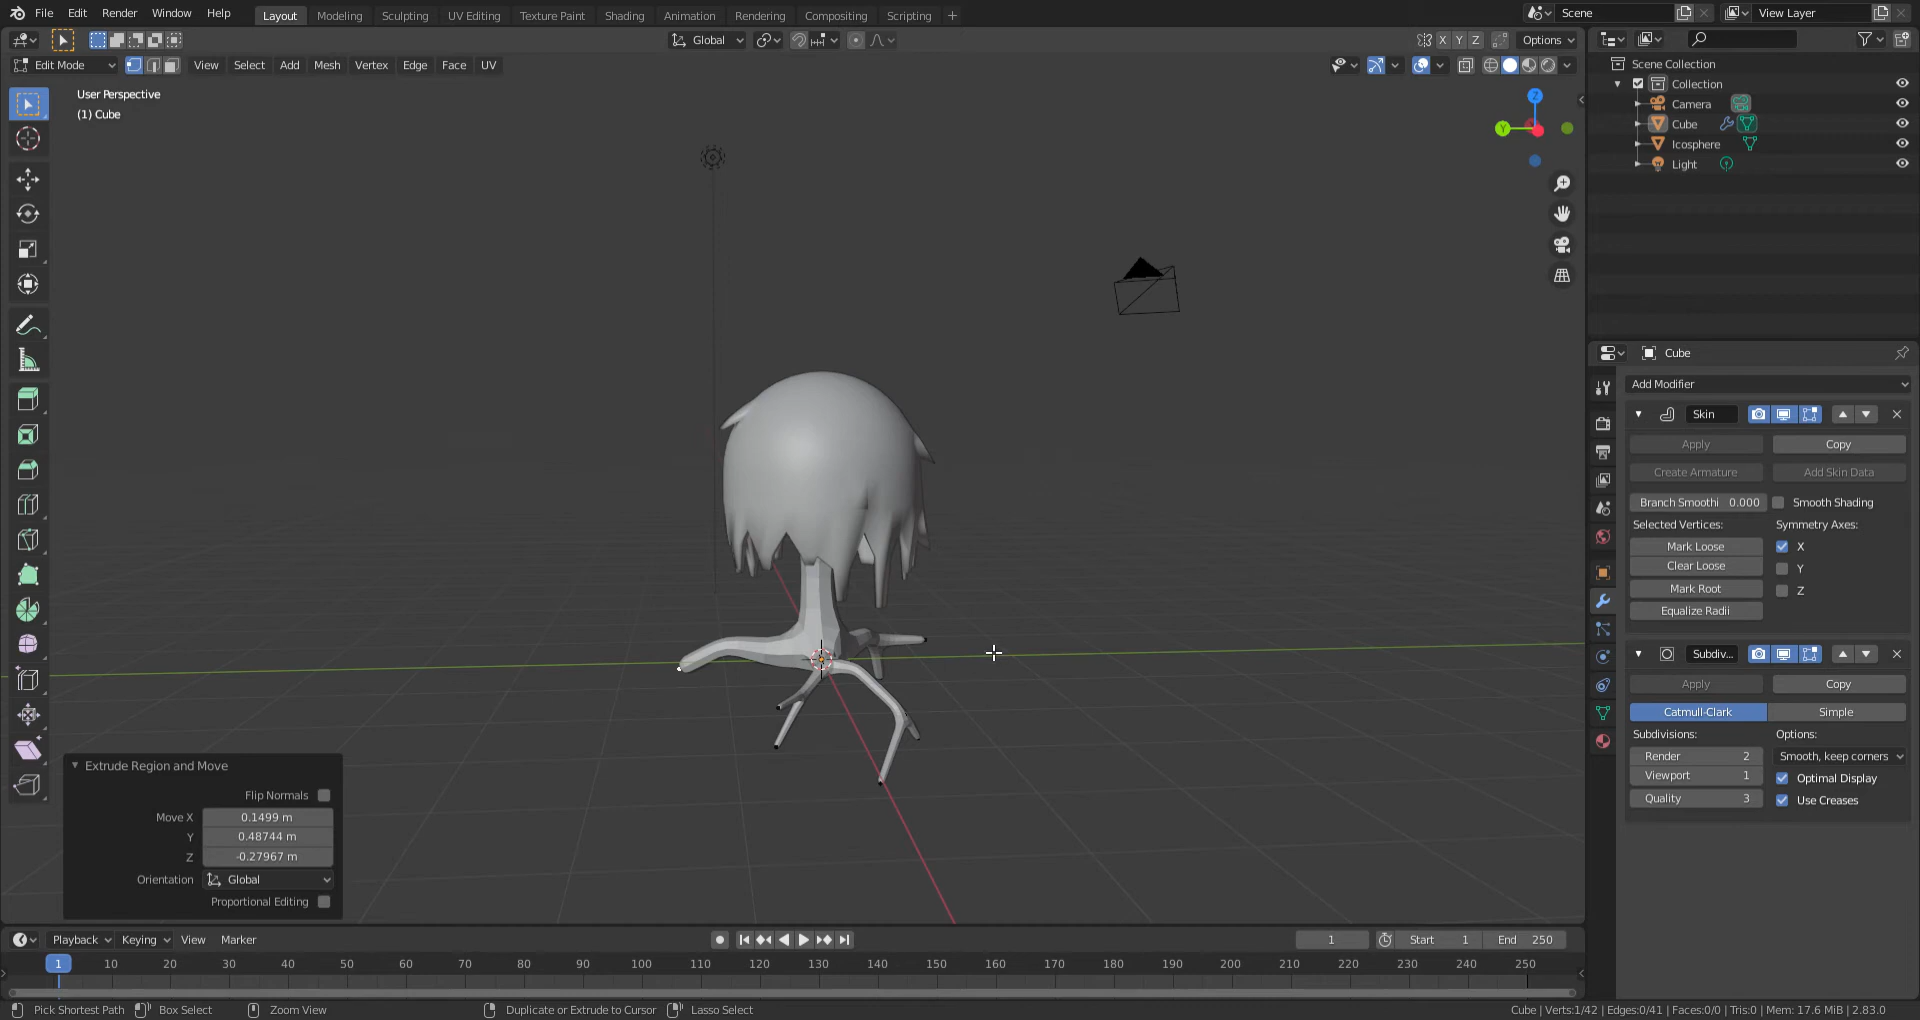 File Edit Render Window Help Layout Modeling Sculpting UV Editing Texture Paint Shading Animation Rendering Compositing Scripting + Scene View Layer
Global X Y Z Options
Edit Mode View Select Add Mesh Vertex Edge Face UV
User Perspective
(1) Cube
Z
Y
Scene Collection
Collection
Camera
Cube
Icosphere
Light
Cube
Add Modifier
Skin
Apply Copy
Create Armature Add Skin Data
Branch Smoothi 0.000 Smooth Shading
Selected Vertices: Symmetry Axes:
Mark Loose X
Clear Loose Y
Mark Root Z
Equalize Radii
Subdiv...
Apply Copy
Catmull-Clark Simple
Subdivisions: Options:
Render 2 Smooth, keep corners
Viewport 1 Optimal Display
Quality 3 Use Creases
Extrude Region and Move
Flip Normals
Move X 0.1499 m
Y 0.48744 m
Z -0.27967 m
Orientation Global
Proportional Editing
Playback Keying View Marker 1 Start 1 End 250
1 10 20 30 40 50 60 70 80 90 100 110 120 130 140 150 160 170 180 190 200 210 220 230 240 250
Pick Shortest Path Box Select Zoom View Duplicate or Extrude to Cursor Lasso Select Cube | Verts:1/42 | Edges:0/41 | Faces:0/0 | Tris:0 | Mem: 17.6 MiB | 2.83.0